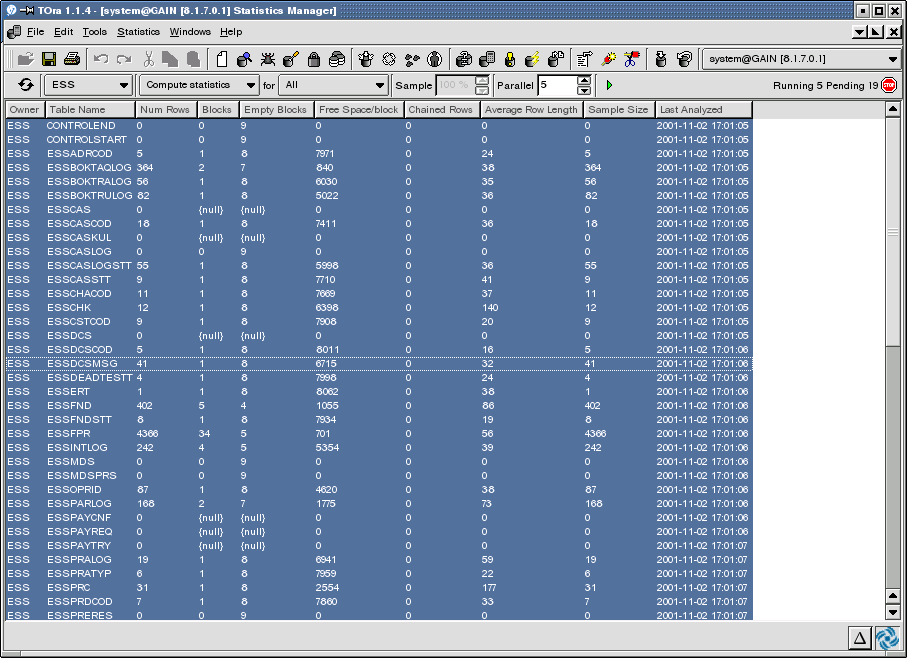 TOra 1.1.4 - [system@GAIN [8.1.7.0.1] Statistics Manager]
File Edit Tools Statistics Windows Help
system@GAIN [8.1.7.0.1]
ESS Compute statistics for All Sample 100 % Parallel 5 Running 5 Pending 19 STOP
Owner Table Name Num Rows Blocks Empty Blocks Free Space/block Chained Rows Average Row Length Sample Size Last Analyzed
ESS CONTROLEND 0 0 9 0 0 0 0 2001-11-02 17:01:05
ESS CONTROLSTART 0 0 9 0 0 0 0 2001-11-02 17:01:05
ESS ESSADRCOD 5 1 8 7971 0 24 5 2001-11-02 17:01:05
ESS ESSBOKTAQLOG 364 2 7 840 0 38 364 2001-11-02 17:01:05
ESS ESSBOKTRALOG 56 1 8 6030 0 35 56 2001-11-02 17:01:05
ESS ESSBOKTRULOG 82 1 8 5022 0 36 82 2001-11-02 17:01:05
ESS ESSCAS 0 {null} {null} 0 0 0 0 2001-11-02 17:01:05
ESS ESSCASCOD 18 1 8 7411 0 36 18 2001-11-02 17:01:05
ESS ESSCASKUL 0 {null} {null} 0 0 0 0 2001-11-02 17:01:05
ESS ESSCASLOG 0 0 9 0 0 0 0 2001-11-02 17:01:05
ESS ESSCASLOGSTT 55 1 8 5998 0 36 55 2001-11-02 17:01:05
ESS ESSCASSTT 9 1 8 7710 0 41 9 2001-11-02 17:01:05
ESS ESSCHACOD 11 1 8 7669 0 37 11 2001-11-02 17:01:05
ESS ESSCHK 12 1 8 6398 0 140 12 2001-11-02 17:01:05
ESS ESSCSTCOD 9 1 8 7908 0 20 9 2001-11-02 17:01:05
ESS ESSDCS 0 {null} {null} 0 0 0 0 2001-11-02 17:01:05
ESS ESSDCSCOD 5 1 8 8011 0 16 5 2001-11-02 17:01:06
ESS ESSDCSMSG 41 1 8 6715 0 32 41 2001-11-02 17:01:06
ESS ESSDEADTESTT 4 1 8 7998 0 24 4 2001-11-02 17:01:06
ESS ESSERT 1 1 8 8062 0 38 1 2001-11-02 17:01:06
ESS ESSFND 402 5 4 1055 0 86 402 2001-11-02 17:01:06
ESS ESSFNDSTT 8 1 8 7934 0 19 8 2001-11-02 17:01:06
ESS ESSFPR 4366 34 5 701 0 56 4366 2001-11-02 17:01:06
ESS ESSINTLOG 242 4 5 5354 0 39 242 2001-11-02 17:01:06
ESS ESSMDS 0 0 9 0 0 0 0 2001-11-02 17:01:06
ESS ESSMDSPRS 0 0 9 0 0 0 0 2001-11-02 17:01:06
ESS ESSOPRID 87 1 8 4620 0 38 87 2001-11-02 17:01:06
ESS ESSPARLOG 168 2 7 1775 0 73 168 2001-11-02 17:01:06
ESS ESSPAYCNF 0 {null} {null} 0 0 0 0 2001-11-02 17:01:06
ESS ESSPAYREQ 0 {null} {null} 0 0 0 0 2001-11-02 17:01:06
ESS ESSPAYTRY 0 {null} {null} 0 0 0 0 2001-11-02 17:01:07
ESS ESSPRALOG 19 1 8 6941 0 59 19 2001-11-02 17:01:07
ESS ESSPRATYP 6 1 8 7959 0 22 6 2001-11-02 17:01:07
ESS ESSPRC 31 1 8 2554 0 177 31 2001-11-02 17:01:07
ESS ESSPRDCOD 7 1 8 7860 0 33 7 2001-11-02 17:01:07
ESS ESSPRERES 0 0 9 0 0 0 0 2001-11-02 17:01:07